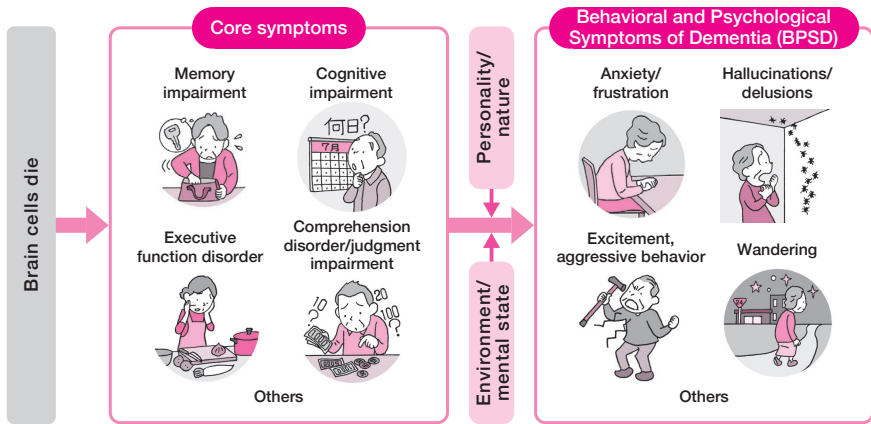 Brain cells die
Core symptoms
Memory
impairment
Cognitive
impairment
何日?
7月
Executive
function disorder
Comprehension
disorder/judgment
impairment
10
?
20
100
?
Others
Personality/
nature
Environment/
mental state
Behavioral and Psychological
Symptoms of Dementia (BPSD)
Anxiety/
frustration
Hallucinations/
delusions
Excitement,
aggressive behavior
Wandering
24
Others